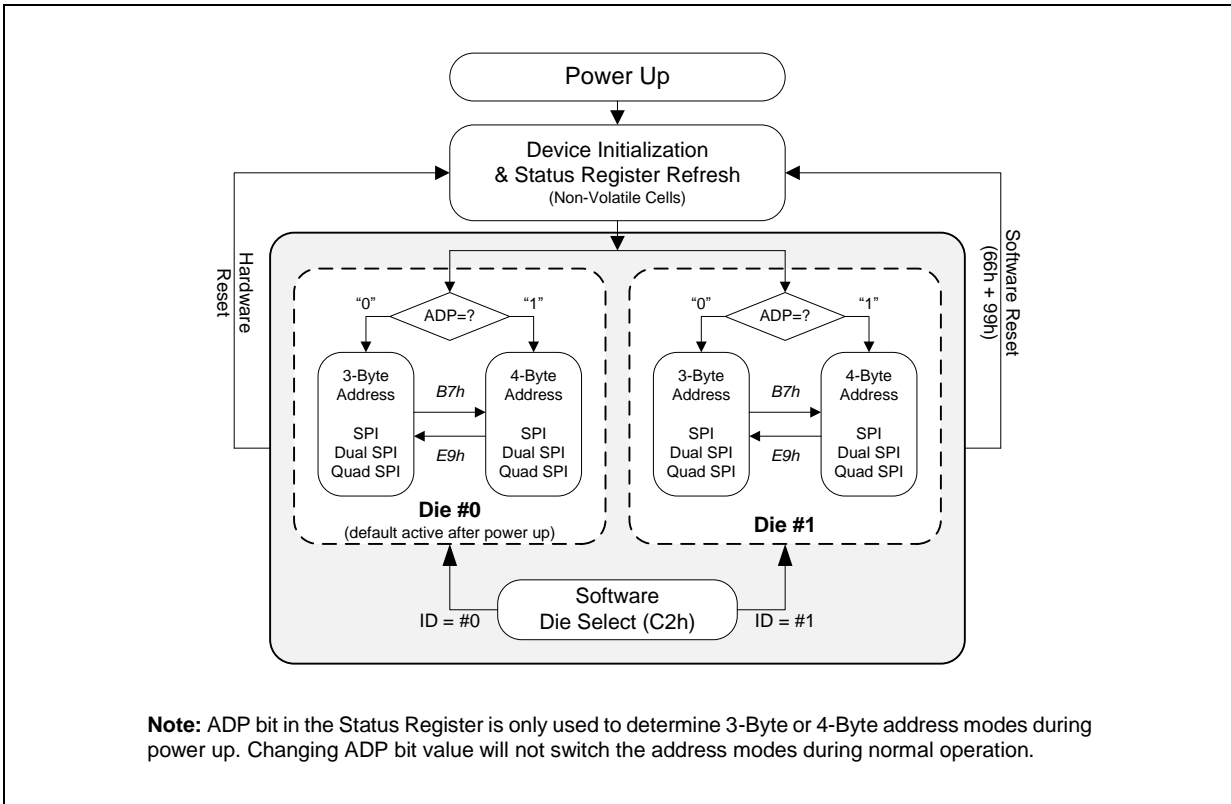 Power Up
Device Initialization
& Status Register Refresh
(Non-Volatile Cells)
Hardware
Reset
Software Reset
(66h + 99h)
“0”
ADP=?
“1”
3-Byte
Address
SPI
Dual SPI
Quad SPI
B7h
E9h
4-Byte
Address
SPI
Dual SPI
Quad SPI
Die #0
(default active after power up)
“0”
ADP=?
“1”
3-Byte
Address
SPI
Dual SPI
Quad SPI
B7h
E9h
4-Byte
Address
SPI
Dual SPI
Quad SPI
Die #1
ID = #0
Software
Die Select (C2h)
ID = #1
Note: ADP bit in the Status Register is only used to determine 3-Byte or 4-Byte address modes during
power up. Changing ADP bit value will not switch the address modes during normal operation.